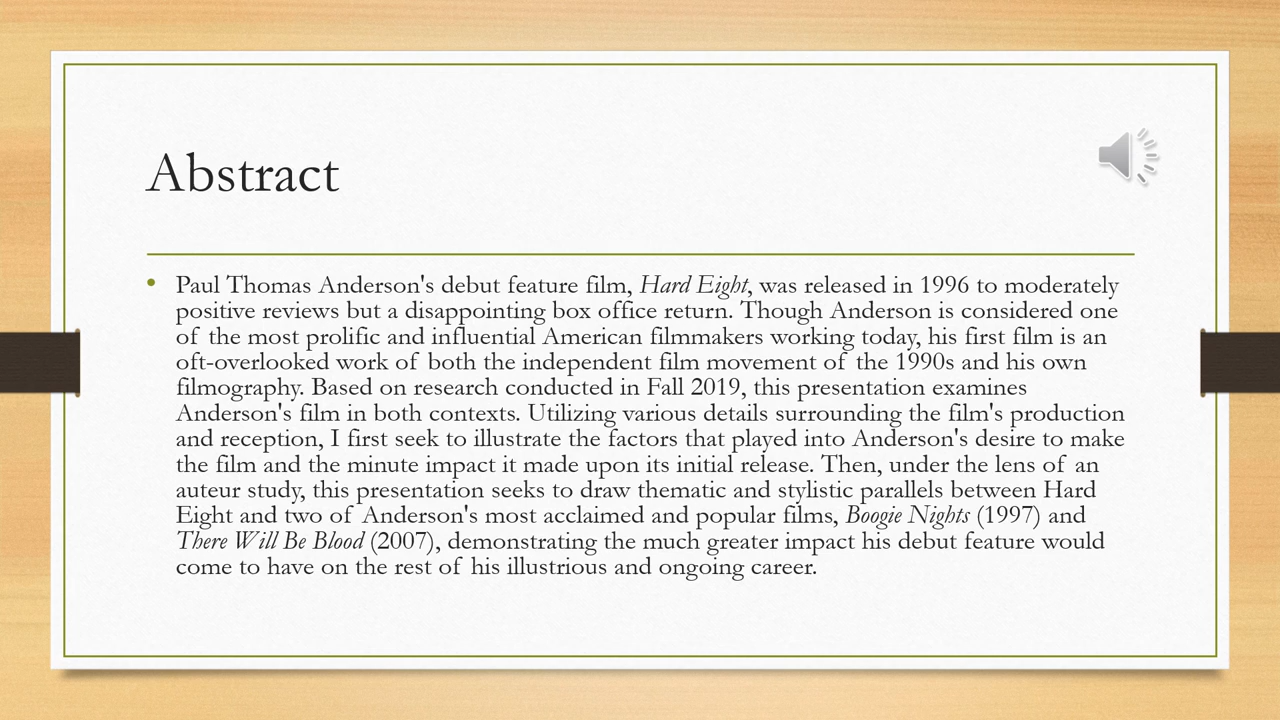 Abstract
• Paul Thomas Anderson's debut feature film, Hard Eight, was released in 1996 to moderately
positive reviews but a disappointing box office return. Though Anderson is considered one
of the most prolific and influential American filmmakers working today, his first film is an
oft-overlooked work of both the independent film movement of the 1990s and his own
filmography. Based on research conducted in Fall 2019, this presentation examines
Anderson's film in both contexts. Utilizing various details surrounding the film's production
and reception, I first seek to illustrate the factors that played into Anderson's desire to make
the film and the minute impact it made upon its initial release. Then, under the lens of an
auteur study, this presentation seeks to draw thematic and stylistic parallels between Hard
Eight and two of Anderson's most acclaimed and popular films, Boogie Nights (1997) and
There Will Be Blood (2007), demonstrating the much greater impact his debut feature would
come to have on the rest of his illustrious and ongoing career.